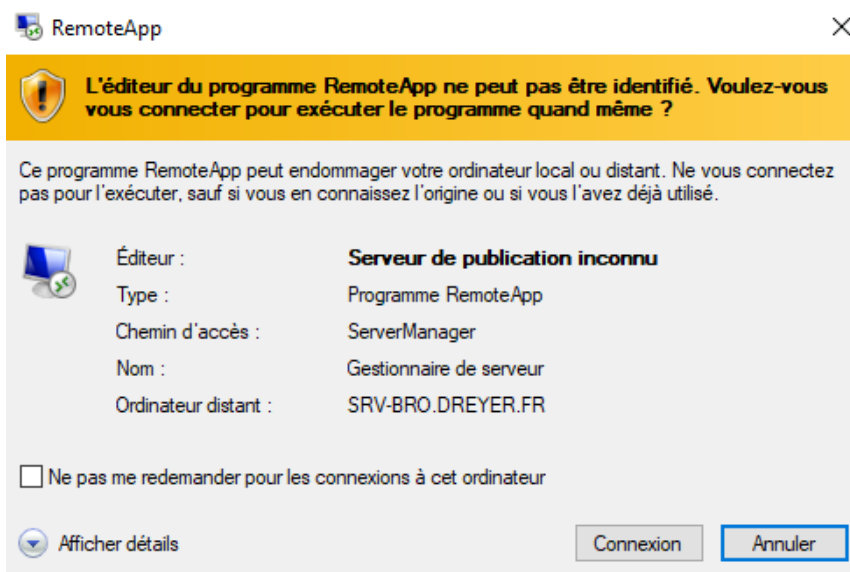 RemoteApp
L'éditeur du programme RemoteApp ne peut pas être identifié. Voulez-vous
vous connecter pour exécuter le programme quand même ?
Ce programme RemoteApp peut endommager votre ordinateur local ou distant. Ne vous connectez
pas pour l'exécuter, sauf si vous en connaissez l'origine ou si vous l'avez déjà utilisé.
Éditeur : Serveur de publication inconnu
Type : Programme RemoteApp
Chemin d'accès : ServerManager
Nom : Gestionnaire de serveur
Ordinateur distant : SRV-BRO.DREYER.FR
Ne pas me redemander pour les connexions à cet ordinateur
Afficher détails Connexion Annuler